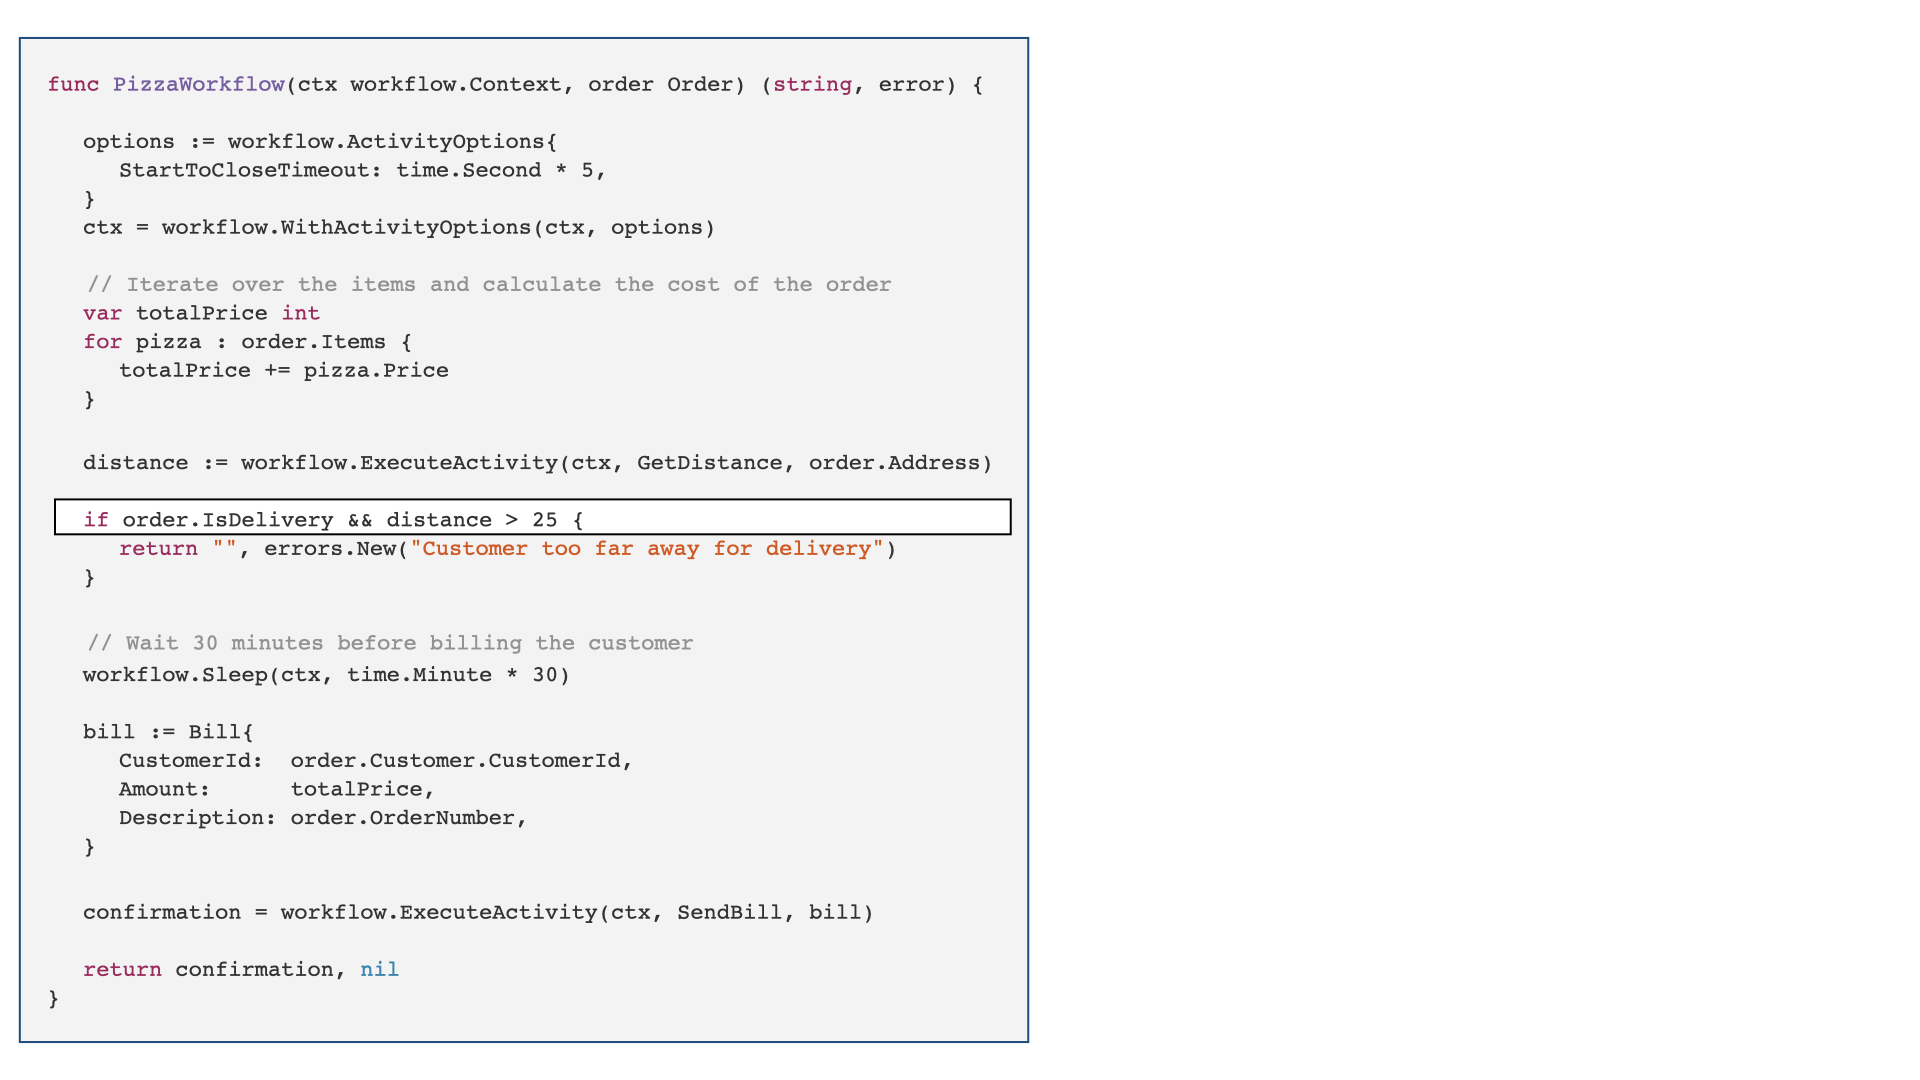 func PizzaWorkflow(ctx workflow.Context, order Order) (string, error) {
options := workflow.ActivityOptions{
StartToCloseTimeout: time.Second * 5,
}
ctx = workflow.WithActivityOptions(ctx, options)
// Iterate over the items and calculate the cost of the order
var totalPrice int
for pizza : order.Items {
totalPrice += pizza.Price
}
distance := workflow.ExecuteActivity(ctx, GetDistance, order.Address)
if order.IsDelivery && distance > 25 {
return "", errors.New("Customer too far away for delivery")
}
// Wait 30 minutes before billing the customer
workflow.Sleep(ctx, time.Minute * 30)
bill := Bill{
CustomerId:  order.Customer.CustomerId,
Amount:      totalPrice,
Description: order.OrderNumber,
}
confirmation = workflow.ExecuteActivity(ctx, SendBill, bill)
return confirmation, nil
}